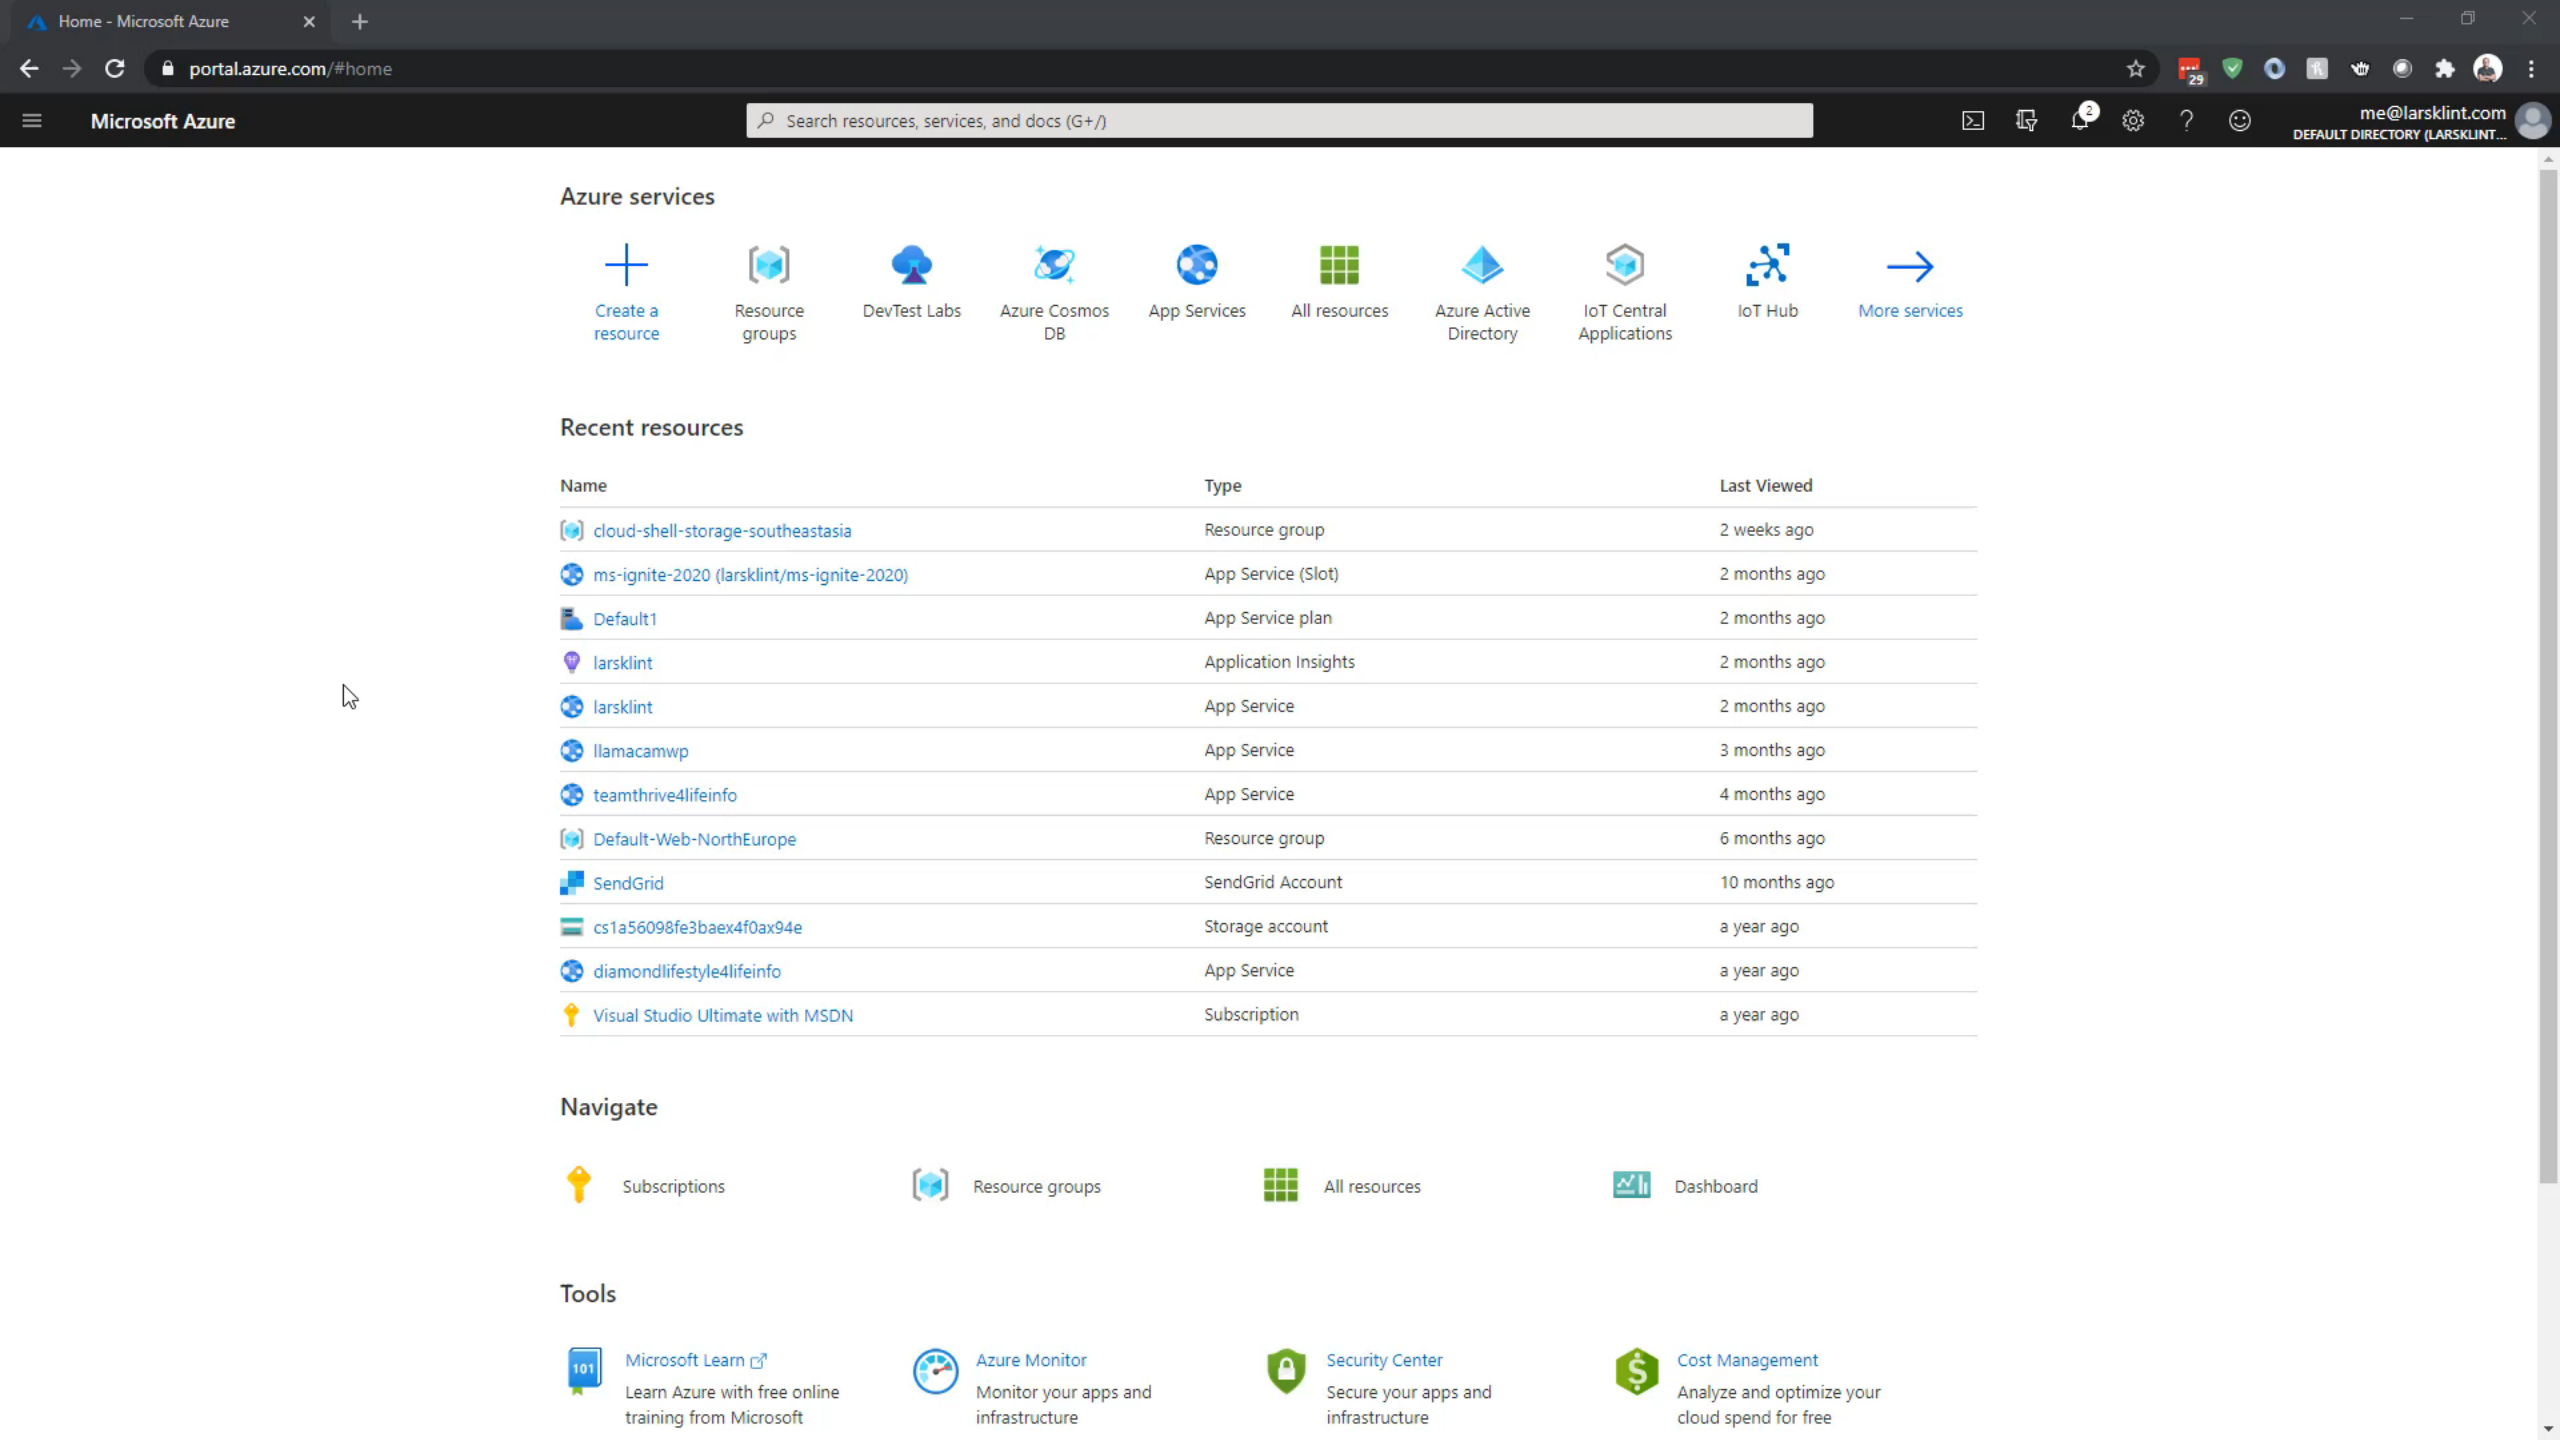 Home - Microsoft Azure
portal.azure.com/#home
29
Microsoft Azure
Search resources, services, and docs (G+/)
2
me@larsklint.com
DEFAULT DIRECTORY (LARSKLINT...
Azure services
Create a resource
Resource groups
DevTest Labs
Azure Cosmos DB
App Services
All resources
Azure Active Directory
IoT Central Applications
IoT Hub
More services
Recent resources
Name Type Last Viewed
cloud-shell-storage-southeastasia Resource group 2 weeks ago
ms-ignite-2020 (larsklint/ms-ignite-2020) App Service (Slot) 2 months ago
Default1 App Service plan 2 months ago
larsklint Application Insights 2 months ago
larsklint App Service 2 months ago
llamacamwp App Service 3 months ago
teamthrive4lifeinfo App Service 4 months ago
Default-Web-NorthEurope Resource group 6 months ago
SendGrid SendGrid Account 10 months ago
cs1a56098fe3baex4f0ax94e Storage account a year ago
diamondlifestyle4lifeinfo App Service a year ago
Visual Studio Ultimate with MSDN Subscription a year ago
Navigate
Subscriptions Resource groups All resources Dashboard
Tools
101
Microsoft Learn
Learn Azure with free online
training from Microsoft
Azure Monitor
Monitor your apps and
infrastructure
Security Center
Secure your apps and
infrastructure
Cost Management
Analyze and optimize your
cloud spend for free